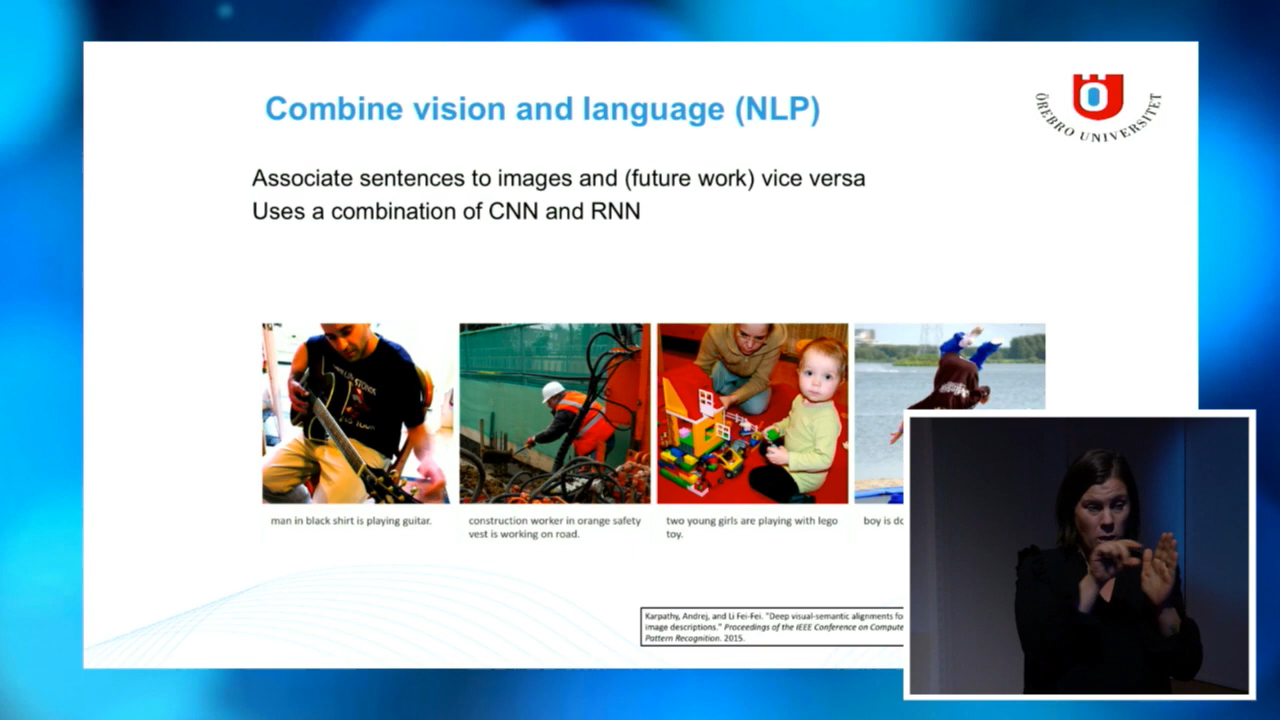 Combine vision and language (NLP)
ÖREBRO UNIVERSITET
Associate sentences to images and (future work) vice versa
Uses a combination of CNN and RNN
man in black shirt is playing guitar.
construction worker in orange safety
vest is working on road.
two young girls are playing with lego
toy.
boy is do
Karpathy, Andrej, and Li Fei-Fei. "Deep visual-semantic alignments fo
image descriptions." Proceedings of the IEEE Conference on Compute
Pattern Recognition. 2015.